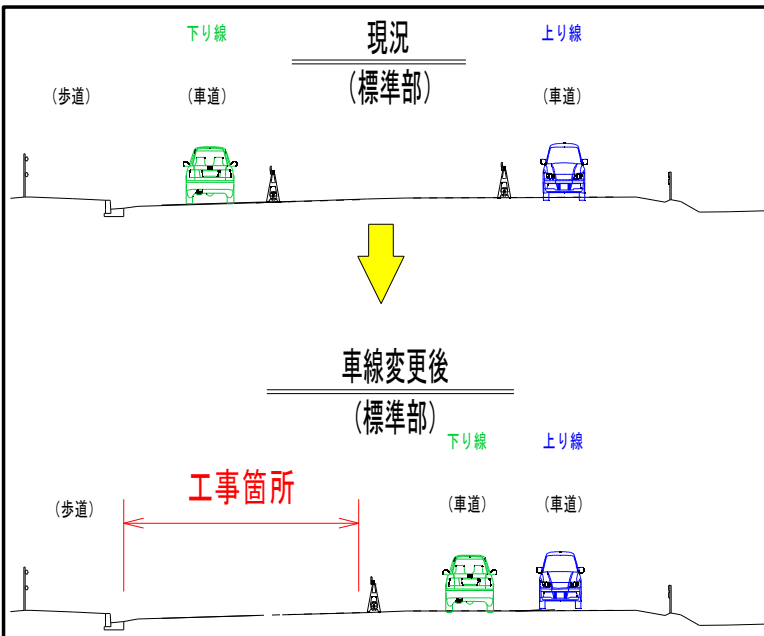 下り線
現況
上り線
(歩道)
(車道)
(標準部)
(車道)
車線変更後
(標準部)
下り線
上り線
(歩道)
工事箇所
(車道)
(車道)